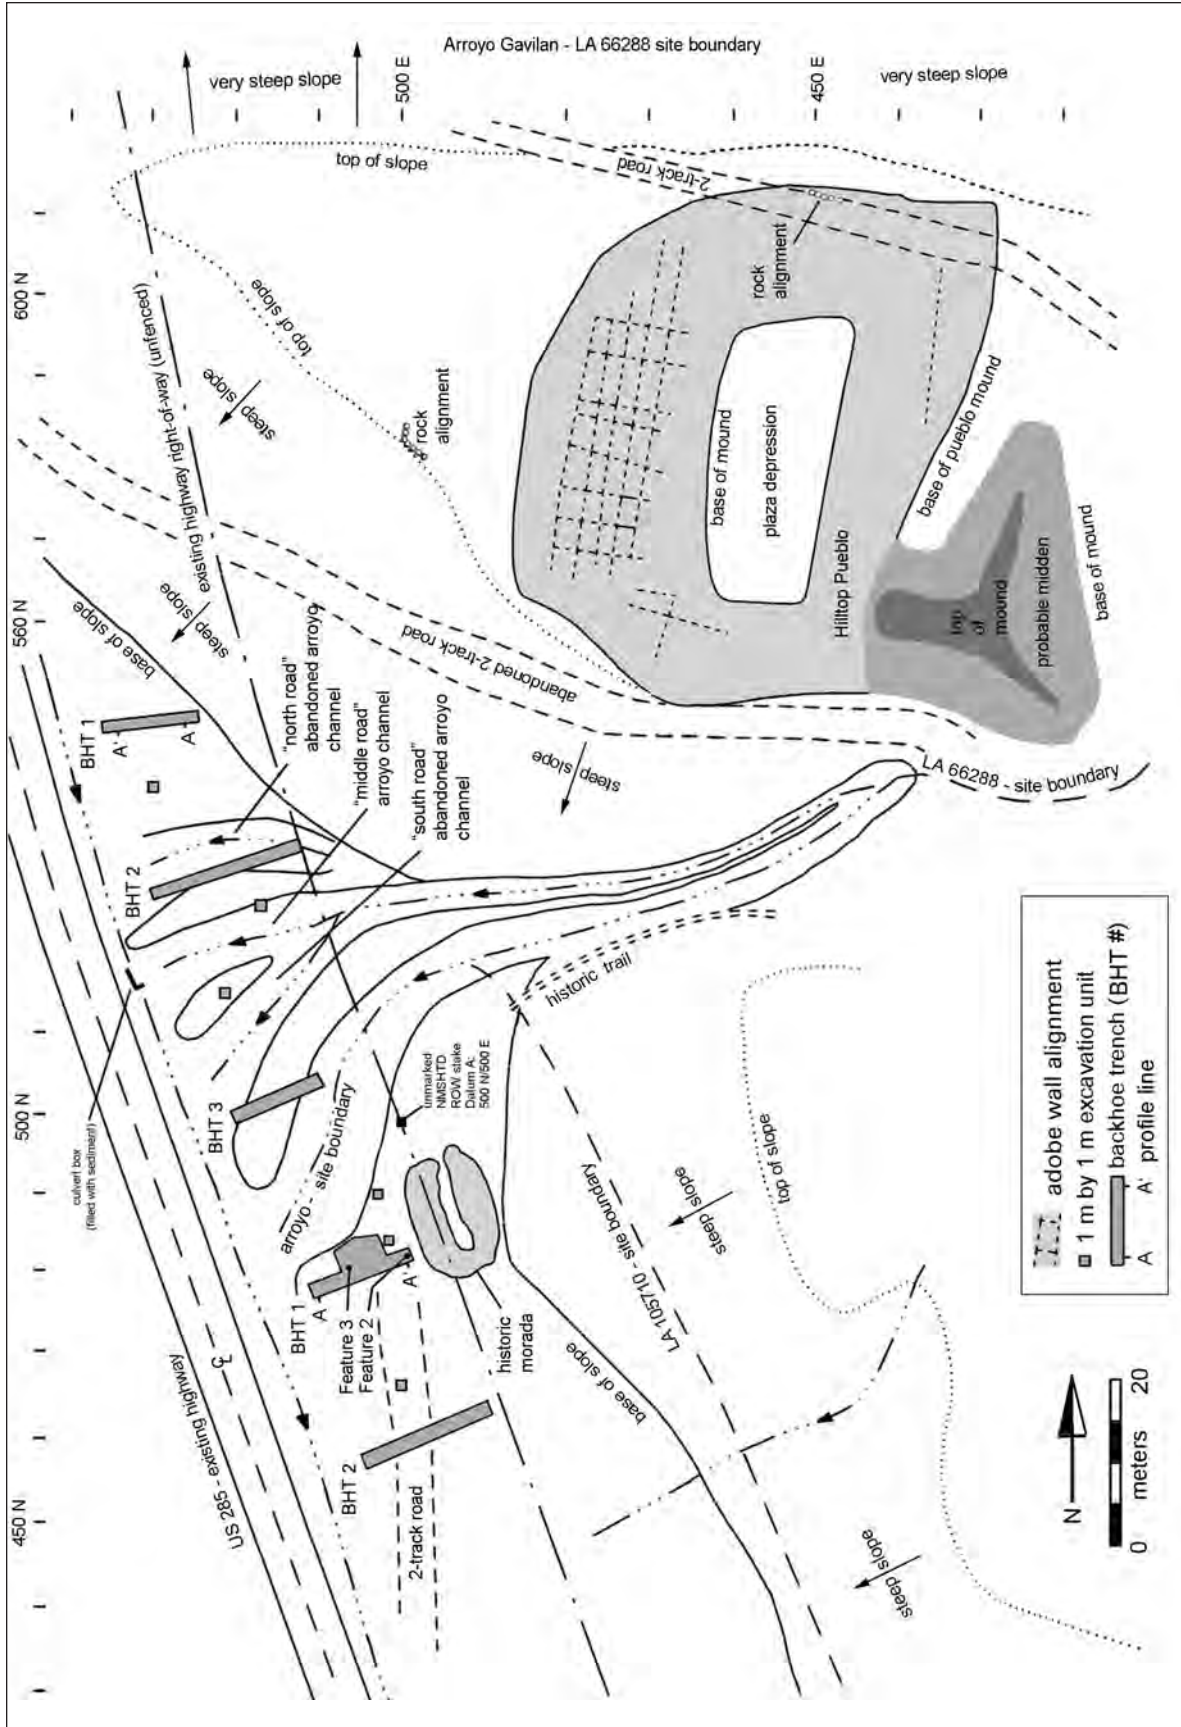 Arroyo Gavilan - LA 66288 site boundary
very steep slope
500 E
450 E
very steep slope
top of slope
2-track road
600 N
existing highway right-of-way (unfenced)
top of slope
steep
slope
rock
alignment
rock
alignment
base of mound
plaza depression
base of pueblo mound
560 N
base of slope
steep
slope
"north road"
abandoned arroyo
channel
"middle road"
arroyo channel
"south road"
abandoned arroyo
channel
abandoned 2-track road
Hilltop Pueblo
top
of
mound
probable midden
base of mound
BHT 1
A'
A
BHT 2
steep slope
LA 66288 - site boundary
historic trail
culvert box
(filled with sediment)
500 N
BHT 3
arroyo - site boundary
unmarked
NMSHTD
ROW stake
Datum A:
500 N/500 E
top of slope
steep
slope
LA 105710 - site boundary
BHT 1
A
A'
Feature 3
Feature 2
historic
morada
base of slope
US 285 - existing highway
BHT 2
2-track road
450 N
steep
slope
adobe wall alignment
1 m by 1 m excavation unit
backhoe trench (BHT #)
A A' profile line
N
0 meters 20